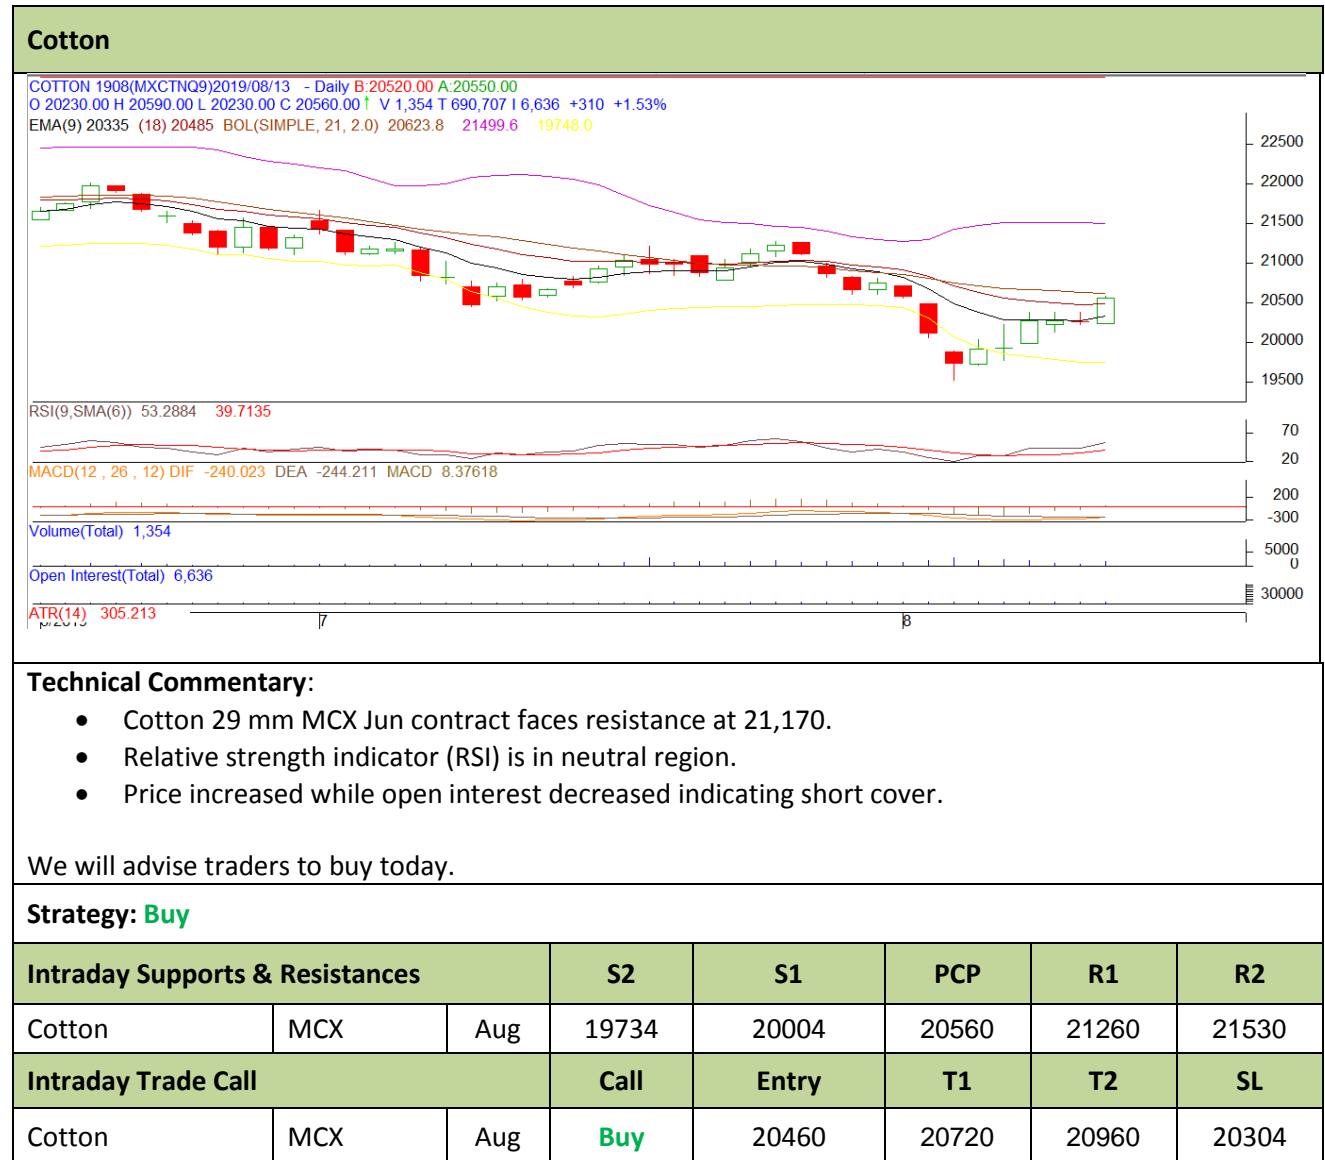 Cotton
COTTON 1908(MXCTNQ9)2019/08/13 - Daily B:20520.00 A:20550.00
O 20230.00 H 20590.00 L 20230.00 C 20560.00↑ V 1,354 T 690,707 I 6,636 +310 +1.53%
EMA(9) 20335 (18) 20485 BOL(SIMPLE, 21, 2.0) 20623.8 21499.6 19748.0
22500
22000
21500
21000
20500
20000
19500
RSI(9,SMA(6)) 53.2884 39.7135
70
20
MACD(12 , 26 , 12) DIF -240.023 DEA -244.211 MACD 8.37618
200
-300
Volume(Total) 1,354
5000
0
Open Interest(Total) 6,636
30000
ATR(14) 305.213
7 8
Technical Commentary:
• Cotton 29 mm MCX Jun contract faces resistance at 21,170.
• Relative strength indicator (RSI) is in neutral region.
• Price increased while open interest decreased indicating short cover.
We will advise traders to buy today.
Strategy: Buy
Intraday Supports & Resistances S2 S1 PCP R1 R2
Cotton MCX Aug 19734 20004 20560 21260 21530
Intraday Trade Call Call Entry T1 T2 SL
Cotton MCX Aug Buy 20460 20720 20960 20304